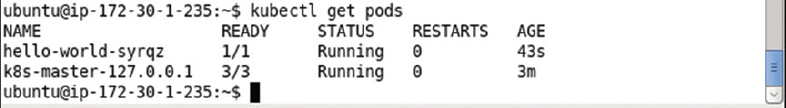 ubuntu@ip-172-30-1-235:~$ kubectl get pods
NAME READY STATUS RESTARTS AGE
hello-world-syrqz 1/1 Running 0 43s
k8s-master-127.0.0.1 3/3 Running 0 3m
ubuntu@ip-172-30-1-235:~$